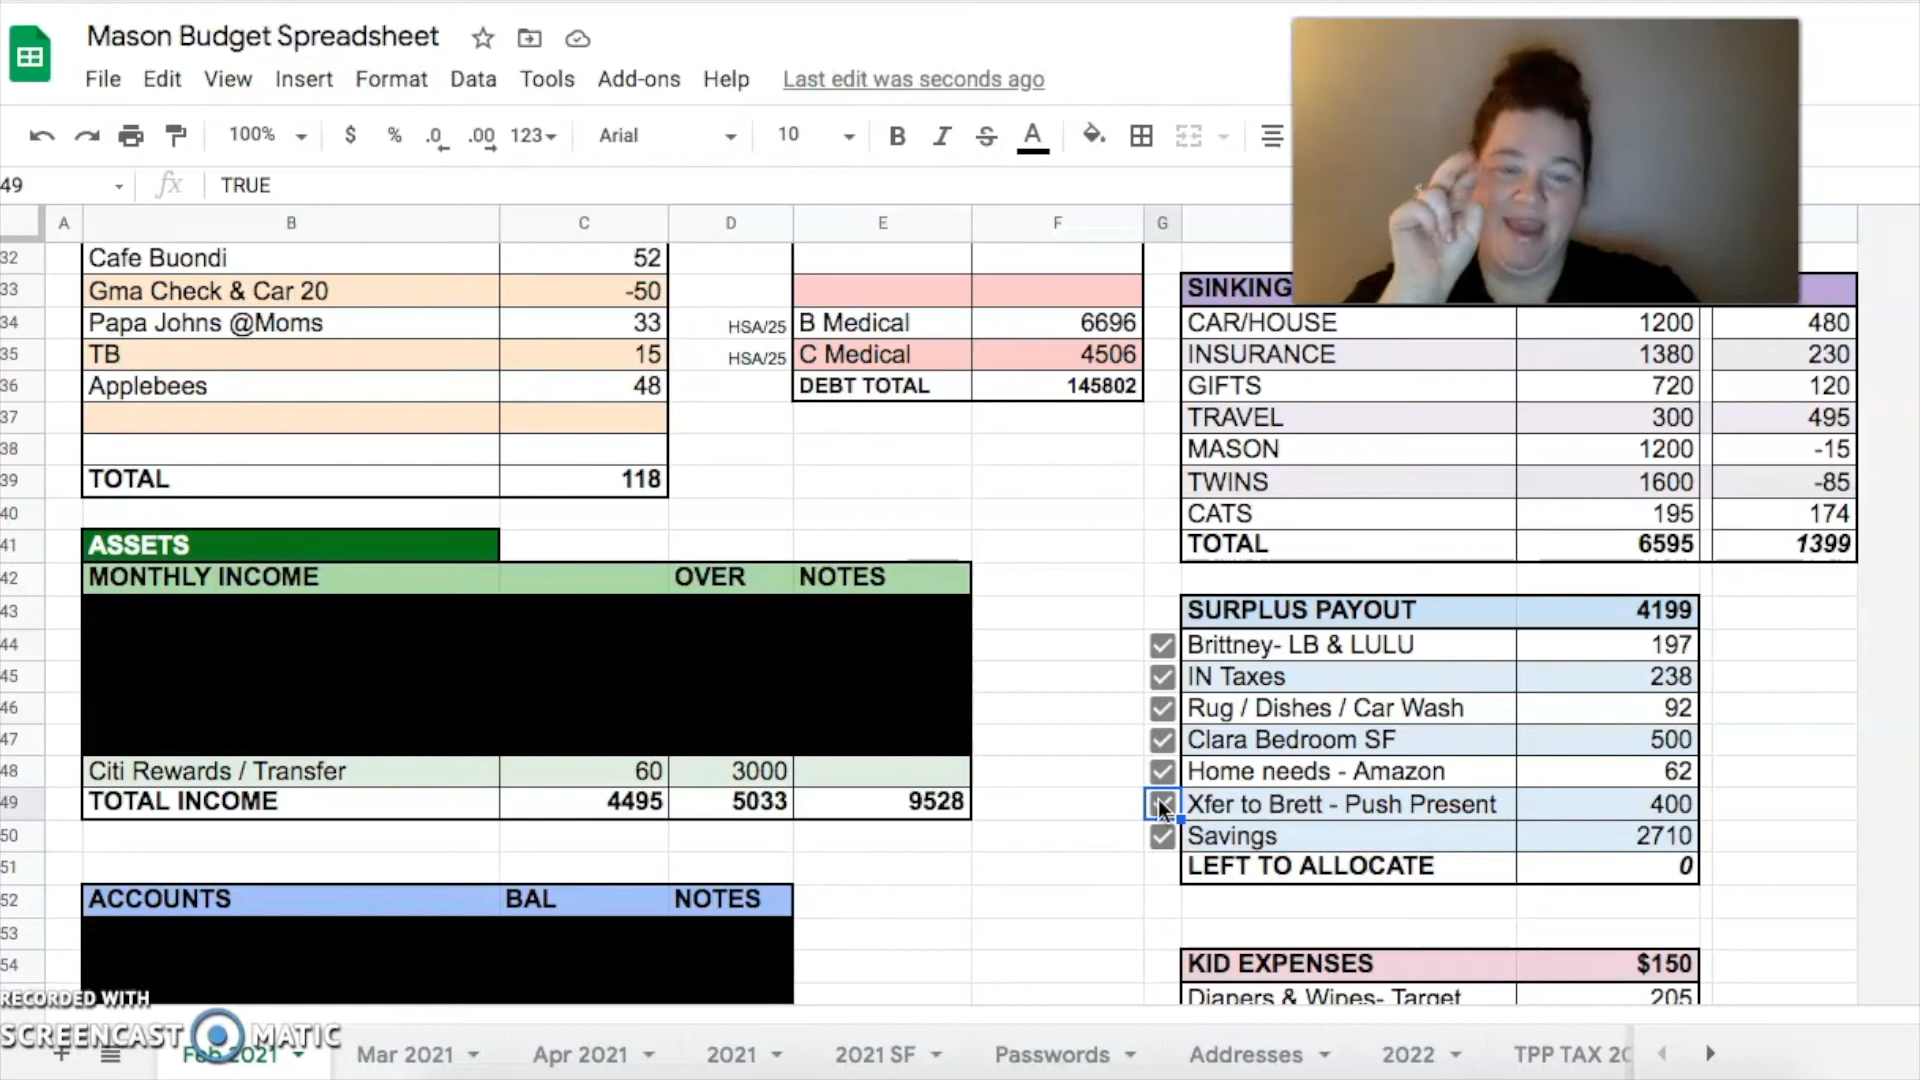 Mason Budget Spreadsheet
File Edit View Insert Format Data Tools Add-ons Help Last edit was seconds ago
100% $ % .0 .00 123 Arial 10 B I S A
49 fx TRUE
A B C D E F G
32 Cafe Buondi 52
33 Gma Check & Car 20 -50 SINKING
34 Papa Johns @Moms 33 HSA/25 B Medical 6696 CAR/HOUSE 1200 480
35 TB 15 HSA/25 C Medical 4506 INSURANCE 1380 230
36 Applebees 48 DEBT TOTAL 145802 GIFTS 720 120
37 TRAVEL 300 495
38 MASON 1200 -15
39 TOTAL 118 TWINS 1600 -85
40 CATS 195 174
41 ASSETS TOTAL 6595 1399
42 MONTHLY INCOME OVER NOTES
43 SURPLUS PAYOUT 4199
44 Brittney- LB & LULU 197
45 IN Taxes 238
46 Rug / Dishes / Car Wash 92
47 Clara Bedroom SF 500
48 Citi Rewards / Transfer 60 3000 Home needs - Amazon 62
49 TOTAL INCOME 4495 5033 9528 Xfer to Brett - Push Present 400
50 Savings 2710
51 LEFT TO ALLOCATE 0
52 ACCOUNTS BAL NOTES
53
54 KID EXPENSES $150
Diapers & Wipes- Target 205
RECORDED WITH
SCREENCAST MATIC
Feb 2021 Mar 2021 Apr 2021 2021 2021 SF Passwords Addresses 2022 TPP TAX 20